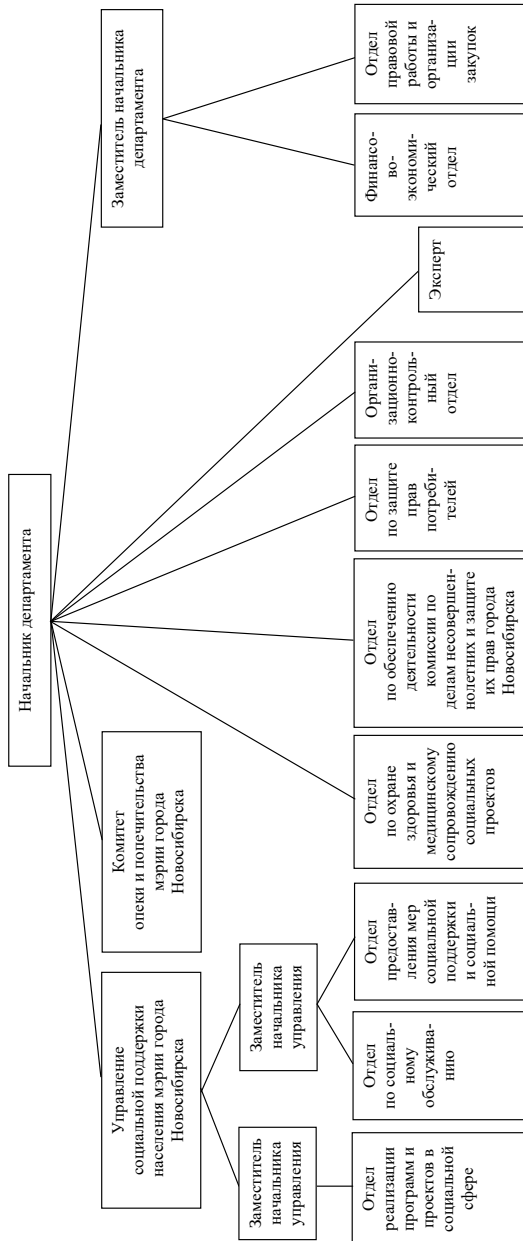 Начальник департамента
Управление
социальной поддержки
населения мэрии города
Новосибирска
Комитет
опеки и попечительства
мэрии города
Новосибирска
Заместитель начальника
департамента
Заместитель
начальника
управления
Заместитель
начальника
управления
Отдел
реализации
программ и
проектов в
социальной
сфере
Отдел
по социаль-
ному
обслужива-
нию
Отдел
предостав-
ления мер
социальной
поддержки
и социаль-
ной помощи
Отдел
по охране
здоровья и
медицинскому
сопровождению
социальных
проектов
Отдел
по обеспечению
деятельности
комиссии по
делам несовершен-
нолетних и защите
их прав города
Новосибирска
Отдел
по защите
прав
потреби-
телей
Органи-
зационно-
контроль-
ный
отдел
Эксперт
Финансо-
во-
экономи-
ческий
отдел
Отдел
правовой
работы и
организа-
ции
закупок